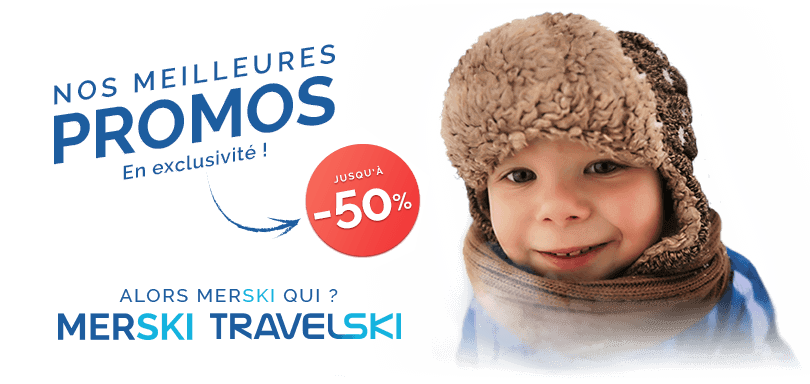 NOS MEILLEURES
PROMOS
En exclusivité !
JUSQU'À
-50%
ALORS MERSKI QUI ?
MERSKI TRAVELSKI